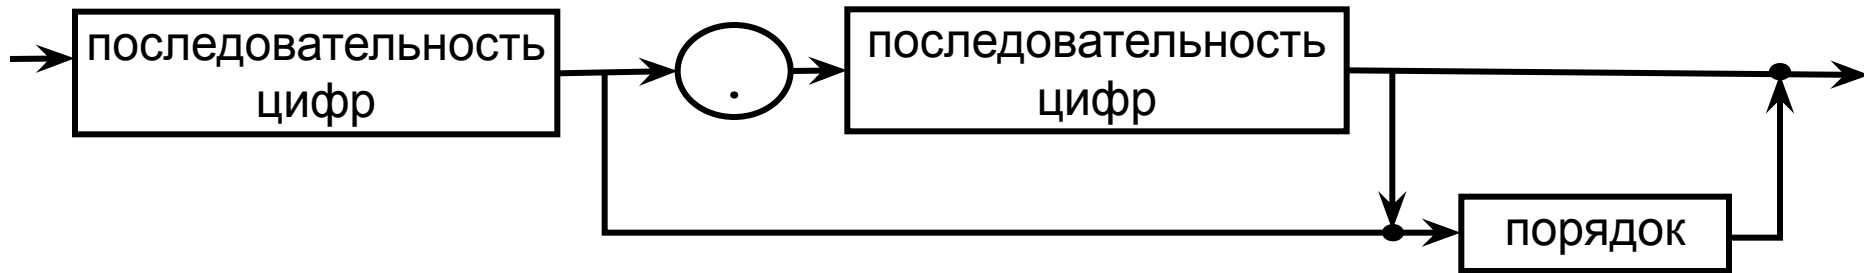 последовательность
цифр
.
последовательность
цифр
порядок